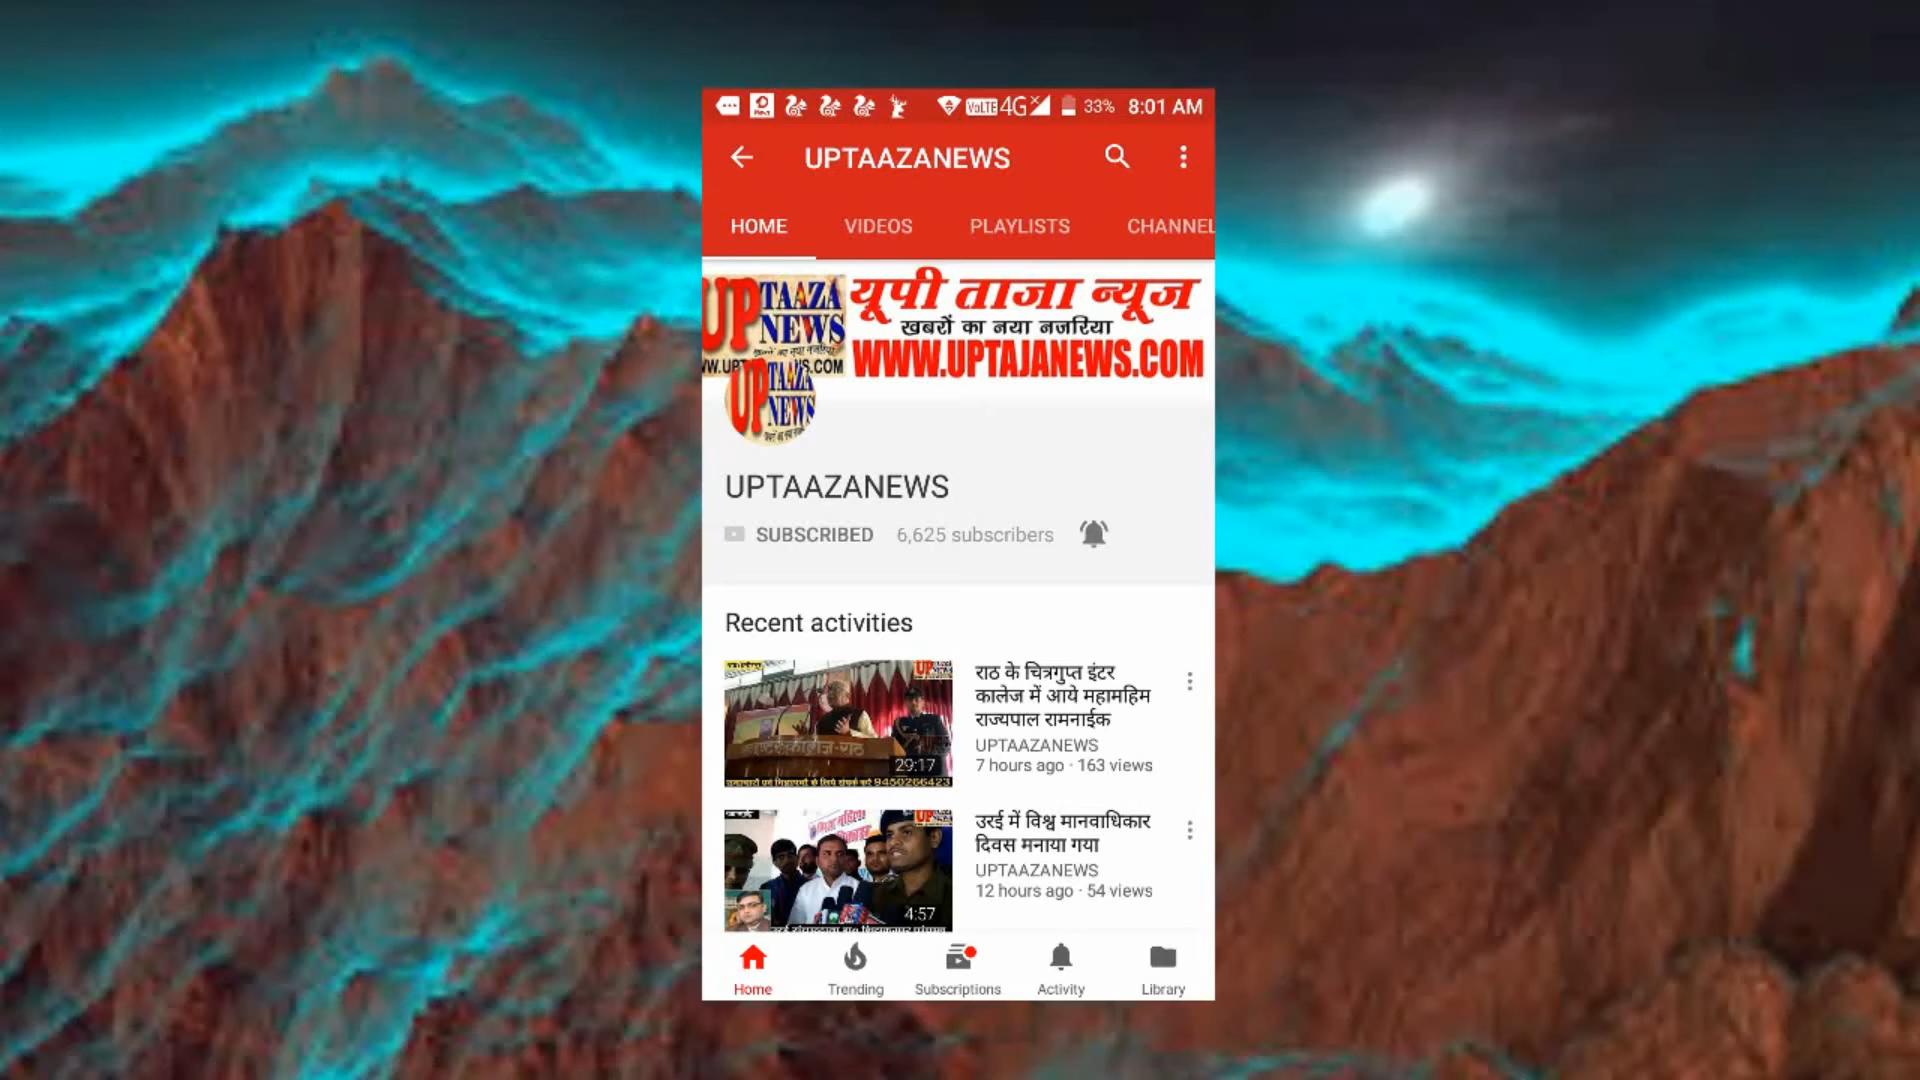 VoLTE 4G 33% 8:01 AM
UPTAAZANEWS
HOME VIDEOS PLAYLISTS CHANNEL
UP TAAZA NEWS
यूपी ताजा न्यूज
खबरों का नया नजरिया
WWW.UPTAJANEWS.COM
UP TAAZA NEWS
UPTAAZANEWS
SUBSCRIBED 6,625 subscribers
Recent activities
राठ के चित्रगुप्त इंटर
कालेज में आये महामहिम
राज्यपाल रामनाईक
UPTAAZANEWS
7 hours ago · 163 views
29:17
उरई में विश्व मानवाधिकार
दिवस मनाया गया
UPTAAZANEWS
12 hours ago · 54 views
4:57
Home Trending Subscriptions Activity Library